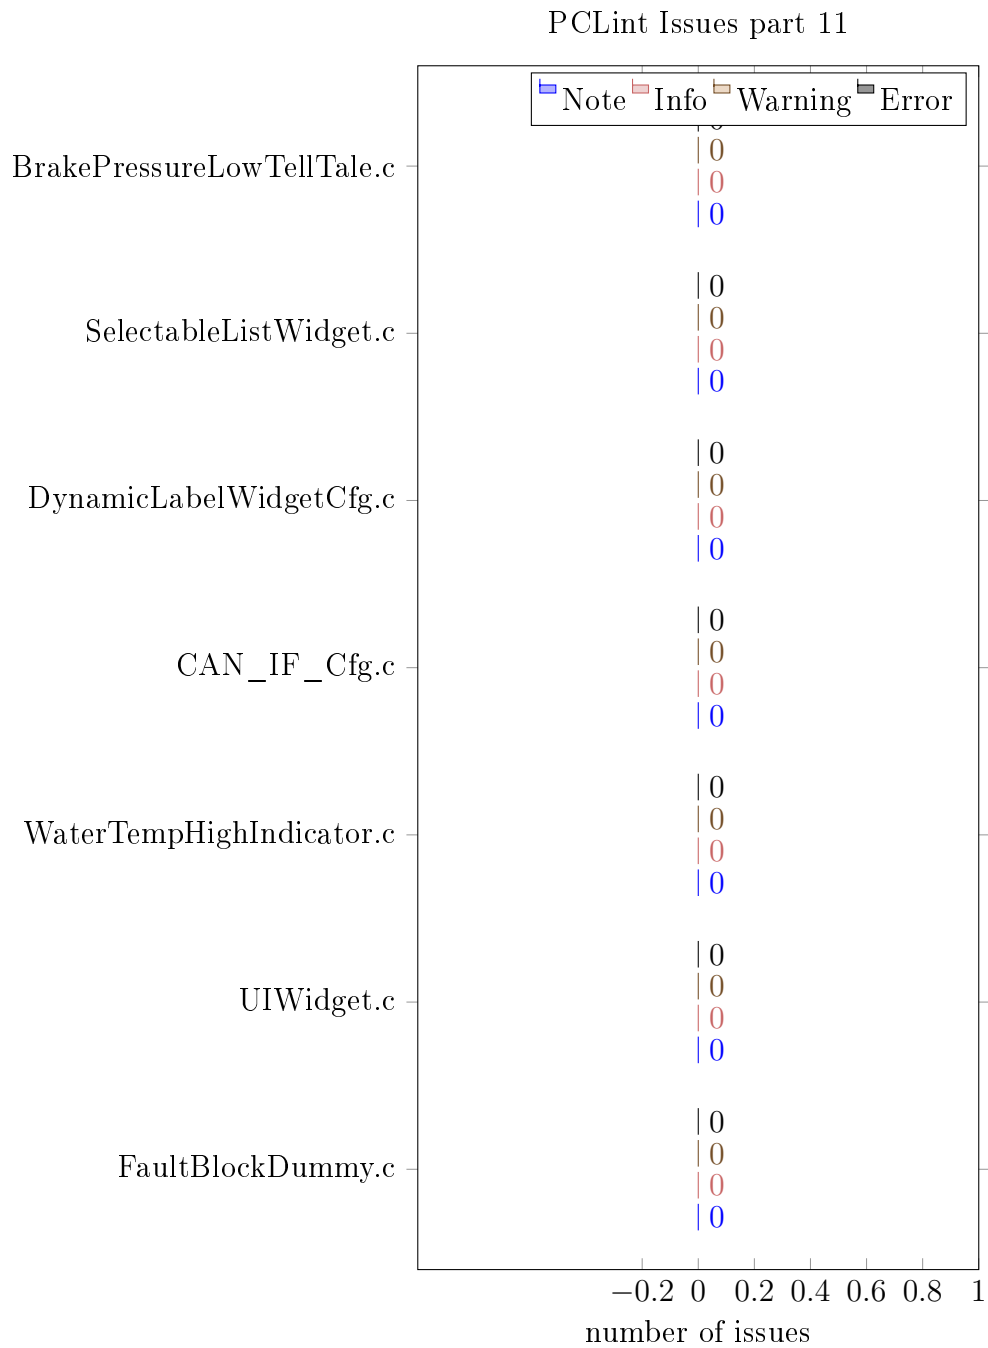 PCLint Issues part 11
Note Info Warning Error
0
BrakePressureLowTellTale.c 0
0
0
0
SelectableListWidget.c 0
0
0
0
DynamicLabelWidgetCfg.c 0
0
0
0
CAN_IF_Cfg.c 0
0
0
0
WaterTempHighIndicator.c 0
0
0
0
UIWidget.c 0
0
0
0
FaultBlockDummy.c 0
0
0
−0.2 0 0.2 0.4 0.6 0.8 1
number of issues